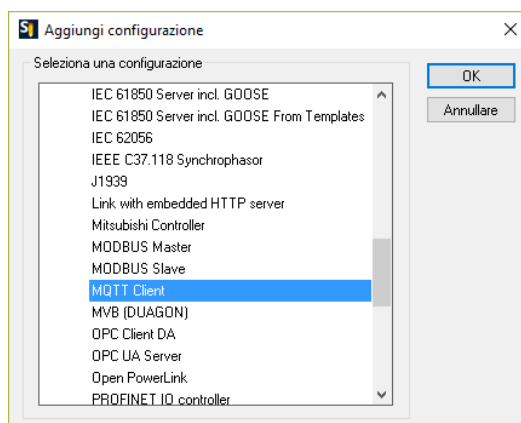 Aggiungi configurazione
Seleziona una configurazione
OK
Annullare
IEC 61850 Server incl. GOOSE
IEC 61850 Server incl. GOOSE From Templates
IEC 62056
IEEE C37.118 Synchrophasor
J1939
Link with embedded HTTP server
Mitsubishi Controller
MODBUS Master
MODBUS Slave
MQTT Client
MVB (DUAGON)
OPC Client DA
OPC UA Server
Open PowerLink
PROFINET IO controller